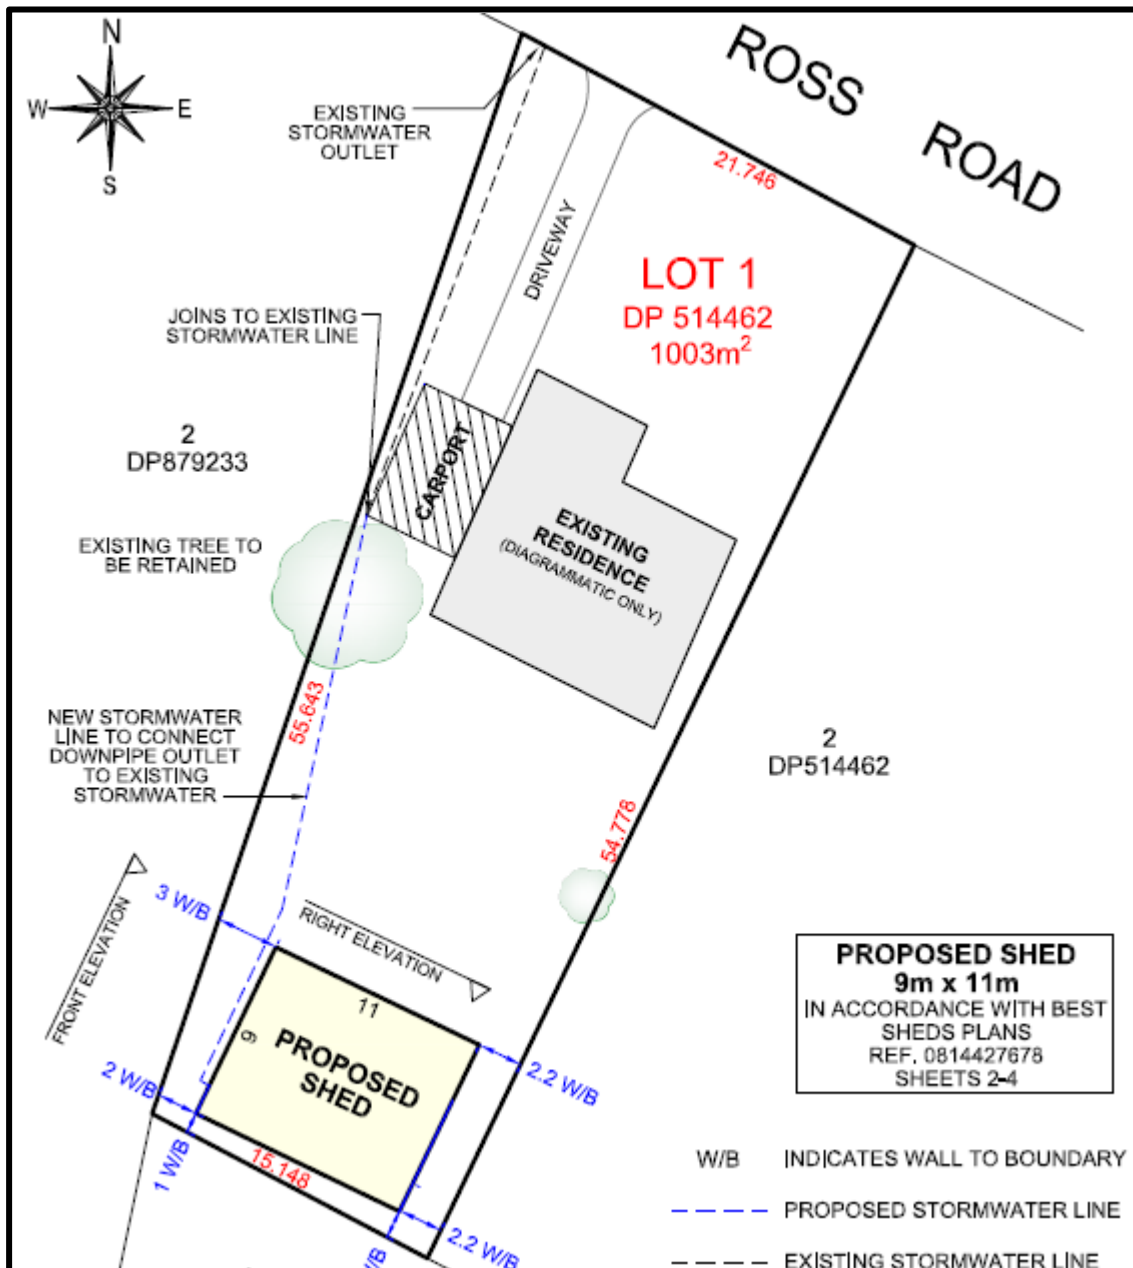 N
W E
S
ROSS ROAD
EXISTING
STORMWATER
OUTLET
21.746
DRIVEWAY
LOT 1
DP 514462
1003m²
JOINS TO EXISTING
STORMWATER LINE
2
DP879233
CARPORT
EXISTING
RESIDENCE
(DIAGRAMMATIC ONLY)
EXISTING TREE TO
BE RETAINED
55.643
NEW STORMWATER
LINE TO CONNECT
DOWNPIPE OUTLET
TO EXISTING
STORMWATER
2
DP514462
54.778
3 W/B
FRONT ELEVATION
RIGHT ELEVATION
11
9
PROPOSED
SHED
2 W/B
2.2 W/B
1 W/B
15.148
2.2 W/B
W/B
PROPOSED SHED
9m x 11m
IN ACCORDANCE WITH BEST
SHEDS PLANS
REF. 0814427678
SHEETS 2-4
W/B INDICATES WALL TO BOUNDARY
PROPOSED STORMWATER LINE
EXISTING STORMWATER LINE